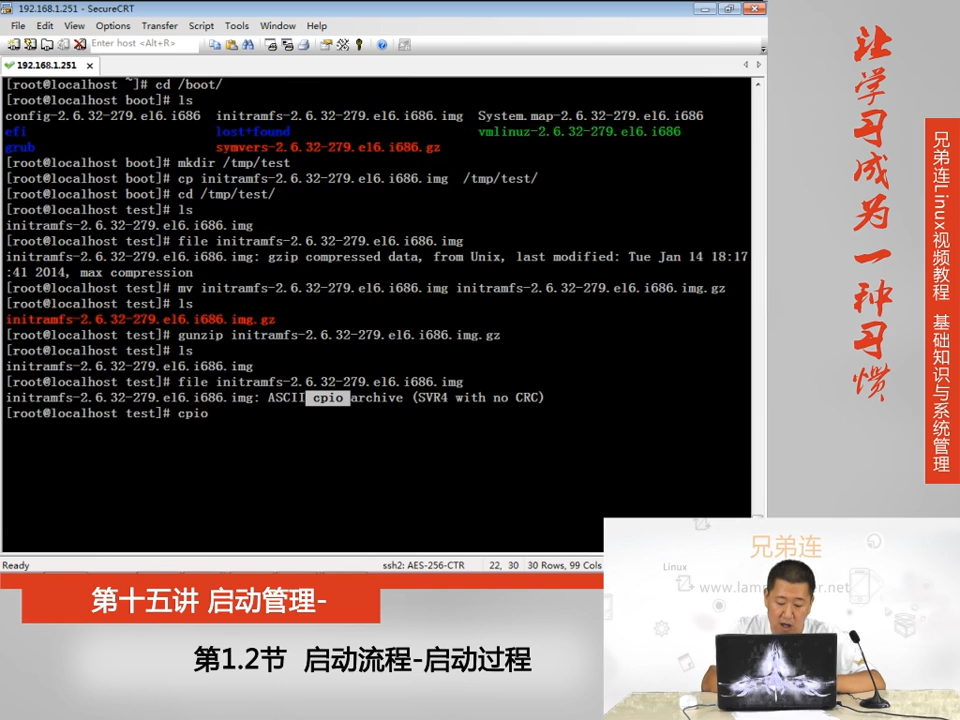 192.168.1.251 - SecureCRT
File Edit View Options Transfer Script Tools Window Help
Enter host <Alt+R>
192.168.1.251
[root@localhost ~]# cd /boot/
[root@localhost boot]# ls
config-2.6.32-279.el6.i686 initramfs-2.6.32-279.el6.i686.img System.map-2.6.32-279.el6.i686
efi lost+found vmlinuz-2.6.32-279.el6.i686
grub symvers-2.6.32-279.el6.i686.gz
[root@localhost boot]# mkdir /tmp/test
[root@localhost boot]# cp initramfs-2.6.32-279.el6.i686.img /tmp/test/
[root@localhost boot]# cd /tmp/test/
[root@localhost test]# ls
initramfs-2.6.32-279.el6.i686.img
[root@localhost test]# file initramfs-2.6.32-279.el6.i686.img
initramfs-2.6.32-279.el6.i686.img: gzip compressed data, from Unix, last modified: Tue Jan 14 18:17
:41 2014, max compression
[root@localhost test]# mv initramfs-2.6.32-279.el6.i686.img initramfs-2.6.32-279.el6.i686.img.gz
[root@localhost test]# ls
initramfs-2.6.32-279.el6.i686.img.gz
[root@localhost test]# gunzip initramfs-2.6.32-279.el6.i686.img.gz
[root@localhost test]# ls
initramfs-2.6.32-279.el6.i686.img
[root@localhost test]# file initramfs-2.6.32-279.el6.i686.img
initramfs-2.6.32-279.el6.i686.img: ASCII cpio archive (SVR4 with no CRC)
[root@localhost test]# cpio
Ready ssh2: AES-256-CTR 22, 30 30 Rows, 99 Cols
让学习成为一种习惯
兄弟连Linux视频教程 基础知识与系统管理
第十五讲 启动管理-
第1.2节 启动流程-启动过程
兄弟连
Linux